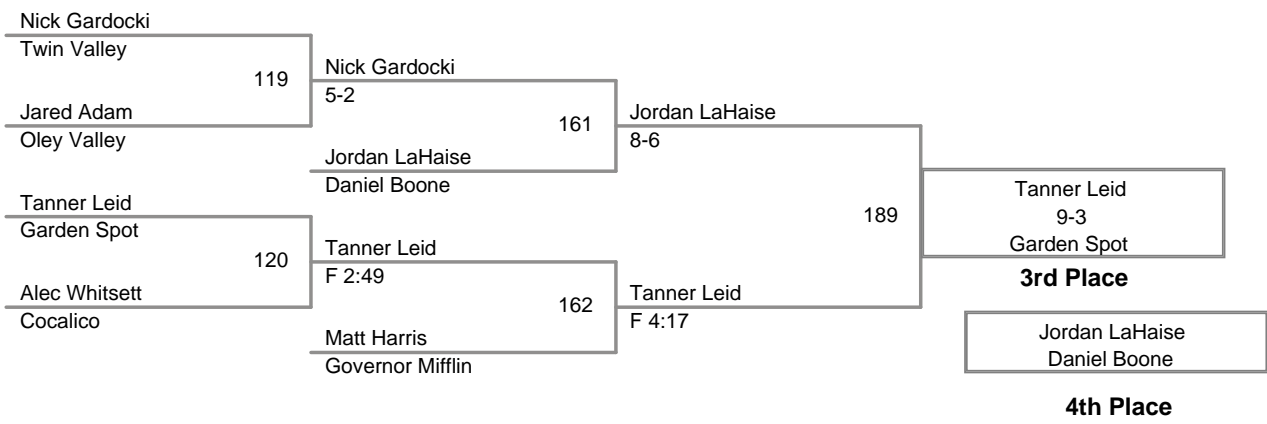 Nick Gardocki
Twin Valley
119
Jared Adam
Oley Valley
Tanner Leid
Garden Spot
120
Alec Whitsett
Cocalico
Nick Gardocki
5-2
161
Jordan LaHaise
Daniel Boone
Tanner Leid
F 2:49
162
Matt Harris
Governor Mifflin
Jordan LaHaise
8-6
189
Tanner Leid
F 4:17
Tanner Leid
9-3
Garden Spot
3rd Place
Jordan LaHaise
Daniel Boone
4th Place